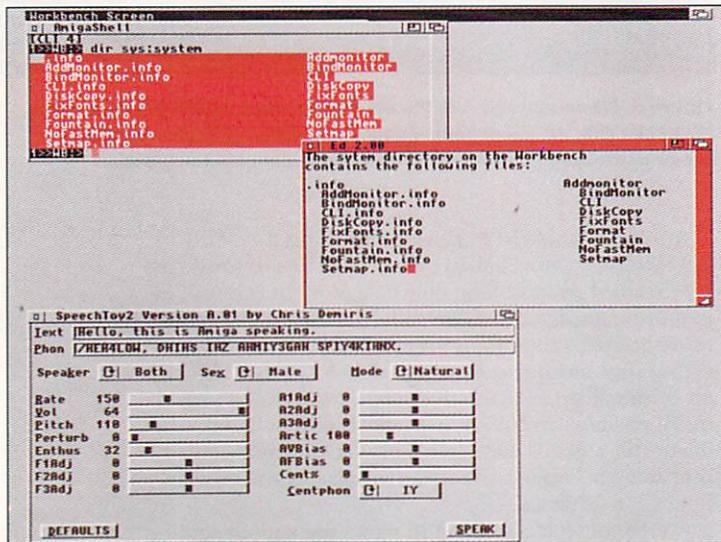 Workbench Screen
AmigaShell
[CLI 4]
1>>WB:> dir sys:system
.info Addmonitor
AddMonitor.info BindMonitor
BindMonitor.info CLI
CLI.info DiskCopy
DiskCopy.info FixFonts
FixFonts.info Format
Format.info Fountain
Fountain.info NoFastMem
NoFastMem.info Setmap
Setmap.info
1>>WB:>
Ed 2.00
The sytem directory on the Workbench
contains the following files:
.info Addmonitor
AddMonitor.info BindMonitor
BindMonitor.info CLI
CLI.info DiskCopy
DiskCopy.info FixFonts
FixFonts.info Format
Format.info Fountain
Fountain.info NoFastMem
NoFastMem.info Setmap
Setmap.info
SpeechToy2 Version A.01 by Chris Demiris
Text Hello, this is Amiga speaking.
Phon /HEH4LOW, DHIHS IHZ AHMIY3GAH SPIY4KIHNX.
Speaker Both Sex Male Mode Natural
Rate 150 A1Adj 0
Vol 64 A2Adj 0
Pitch 110 A3Adj 0
Perturb 0 Artic 100
Enthus 32 AVBias 0
F1Adj 0 AFBias 0
F2Adj 0 Cent% 0
F3Adj 0 Centphon IY
DEFAULTS SPEAK